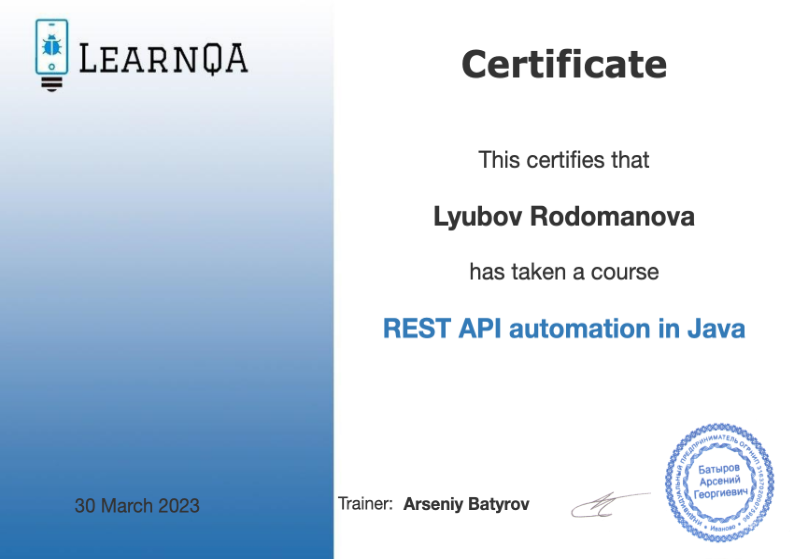 LEARNQA
Certificate
This certifies that
Lyubov Rodomanova
has taken a course
REST API automation in Java
30 March 2023
Trainer: Arseniy Batyrov
ИНДИВИДУАЛЬНЫЙ ПРЕДПРИНИМАТЕЛЬ ОГРНИП
Иваново
Батыров
Арсений
Георгиевич